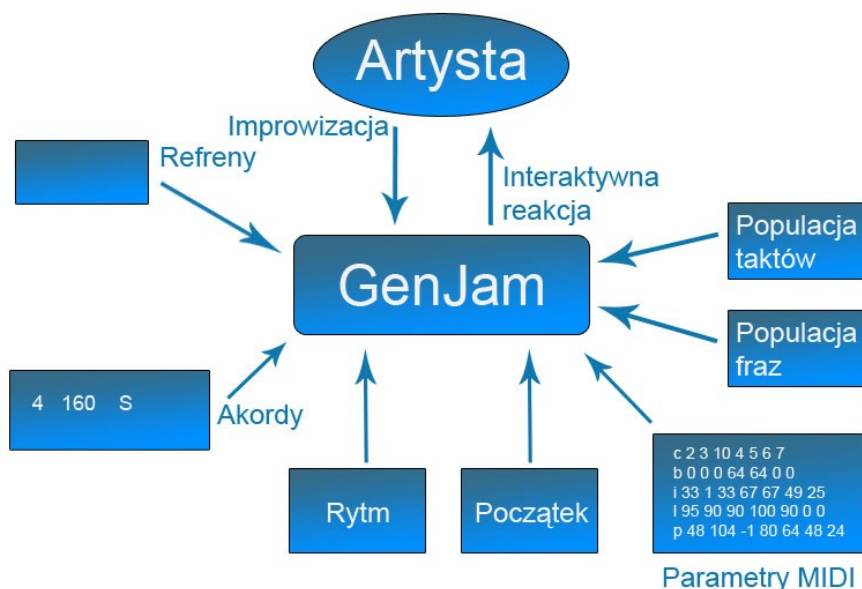 Artysta
Improwizacja
Refreny
Interaktywna
reakcja
Populacja
taktów
GenJam
Populacja
fraz
4 160 S
Akordy
Rytm
Początek
c 2 3 10 4 5 6 7
b 0 0 0 64 64 0 0
i 33 1 33 67 67 49 25
l 95 90 90 100 90 0 0
p 48 104 -1 80 64 48 24
Parametry MIDI